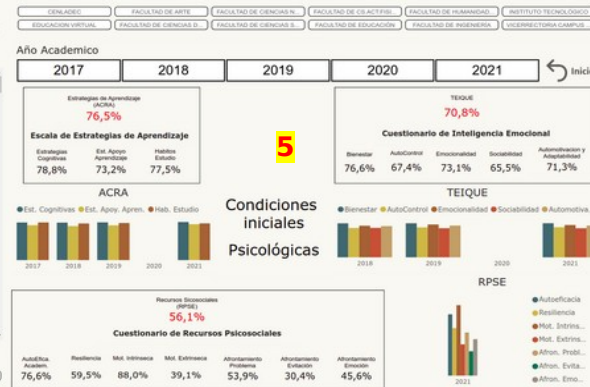 CENLADEC FACULTAD DE ARTE FACULTAD DE CIENCIAS N... FACULTAD DE CS.ACT.FISI... FACULTAD DE HUMANIDAD... INSTITUTO TECNOLÓGICO
EDUCACION VIRTUAL FACULTAD DE CIENCIAS D... FACULTAD DE CIENCIAS S... FACULTAD DE EDUCACIÓN FACULTAD DE INGENIERÍA VICERRECTORIA CAMPUS
Año Academico
2017 2018 2019 2020 2021 Inici
Estrategias de Aprendizaje
(ACRA)
76,5%
Escala de Estrategias de Aprendizaje
Estrategias Cognitivas Est. Apoyo Aprendizaje Habitos Estudio
78,8% 73,2% 77,5%
5
TEIQUE
70,8%
Cuestionario de Inteligencia Emocional
Bienestar AutoControl Emocionalidad Sociabilidad Automotivacion y Adaptabilidad
76,6% 67,4% 73,1% 65,5% 71,3%
ACRA
Est. Cognitivas Est. Apoy. Apren. Hab. Estudio
2017 2018 2019 2020 2021
Condiciones
iniciales
Psicológicas
TEIQUE
Bienestar AutoControl Emocionalidad Sociabilidad Automotiva
2018 2019 2020 2021
Recursos Sicosociales
(RPSE)
56,1%
Cuestionario de Recursos Psicosociales
AutoEfica. Academ. Resiliencia Mot. Intrinseca Mot. Extrinseca Afrontamiento Problema Afrontamiento Evitación Afrontamiento Emoción
76,6% 59,5% 88,0% 39,1% 53,9% 30,4% 45,6%
RPSE
Autoeficacia
Resiliencia
Mot. Intrins...
Mot. Extrins...
Afron. Probl...
Afron. Evita...
Afron. Emo...
2021